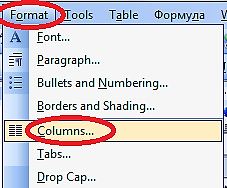 Format Tools Table Формула W
A Font...
Paragraph...
Bullets and Numbering...
Borders and Shading...
Columns...
Tabs...
Drop Cap...